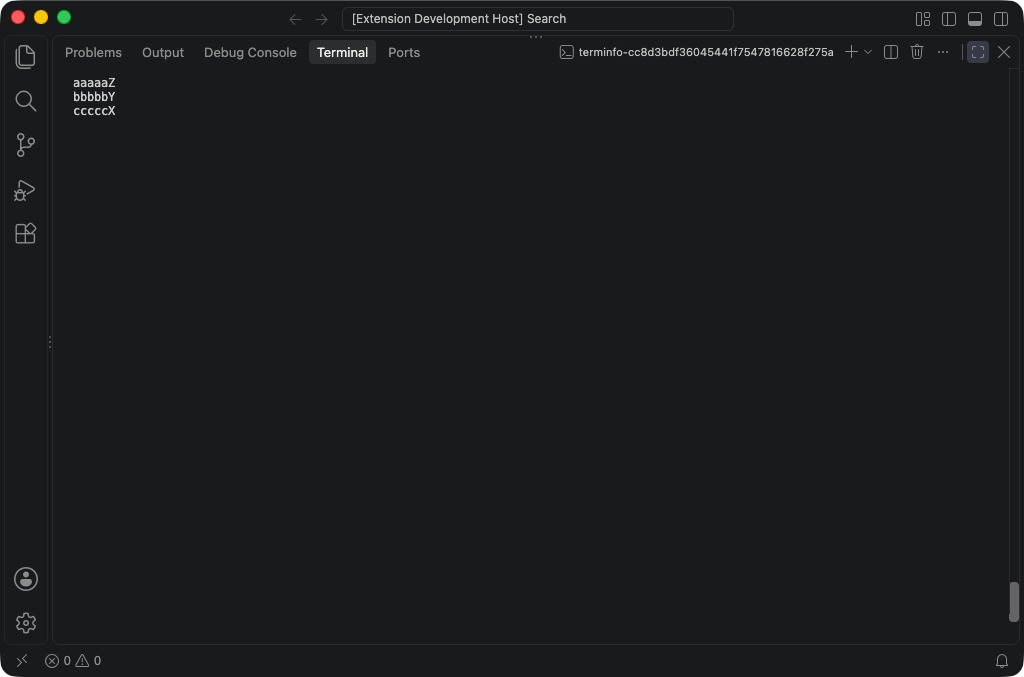 [Extension Development Host] Search
Problems Output Debug Console Terminal Ports terminfo-cc8d3bdf36045441f7547816628f275a
aaaaaZ
bbbbbY
cccccX
0 0